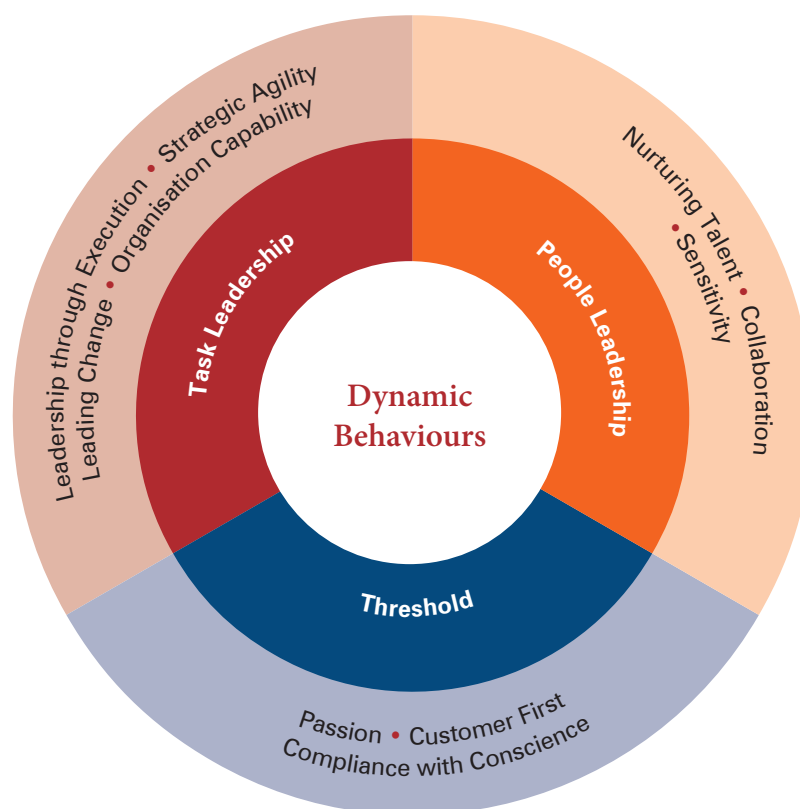 Leadership through Execution • Strategic Agility
Leading Change • Organisation Capability
Task Leadership
Nurturing Talent • Collaboration
• Sensitivity
People Leadership
Dynamic
Behaviours
Threshold
Passion • Customer First
Compliance with Conscience